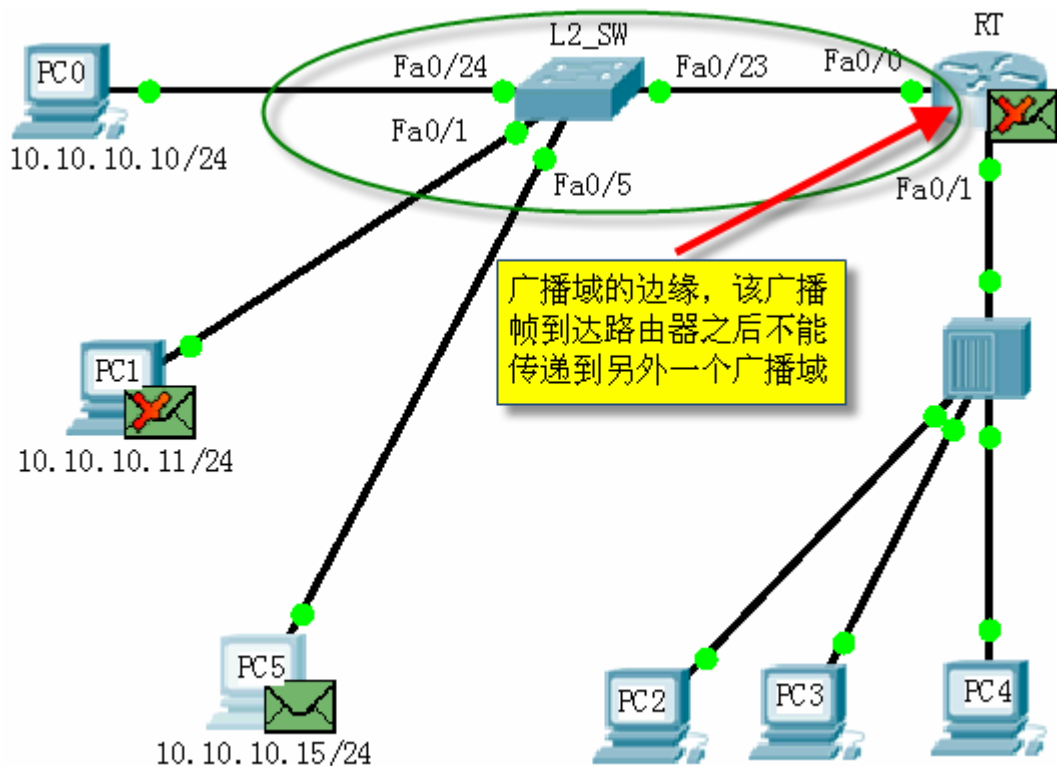 L2_SW
RT
PC0
Fa0/24
Fa0/23
Fa0/0
Fa0/1
10.10.10.10/24
Fa0/5
Fa0/1
广播域的边缘，该广播
帧到达路由器之后不能
传递到另外一个广播域
PC1
10.10.10.11/24
PC5
10.10.10.15/24
PC2
PC3
PC4